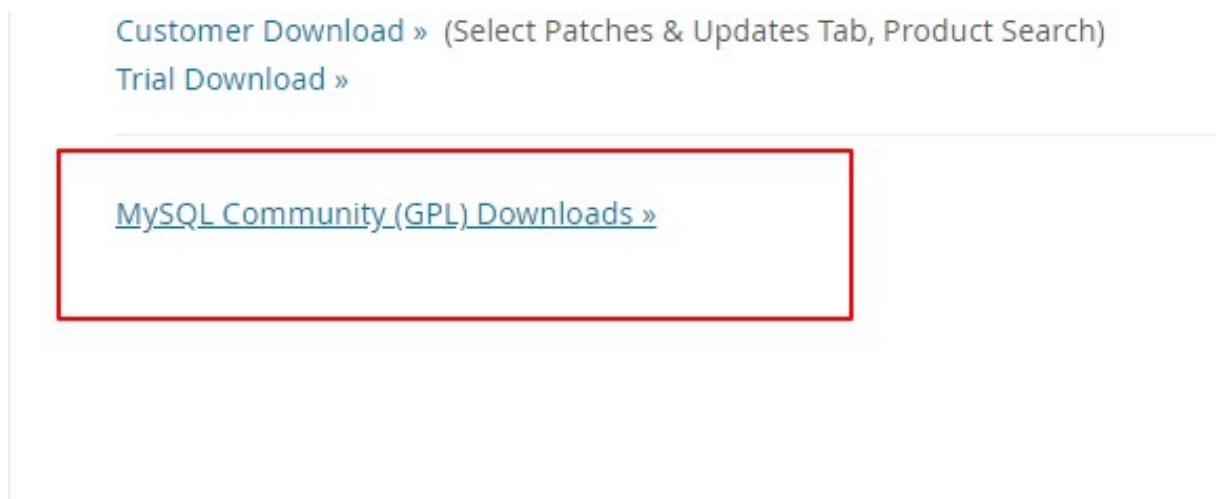 Customer Download » (Select Patches & Updates Tab, Product Search)
Trial Download »
MySQL Community (GPL) Downloads »